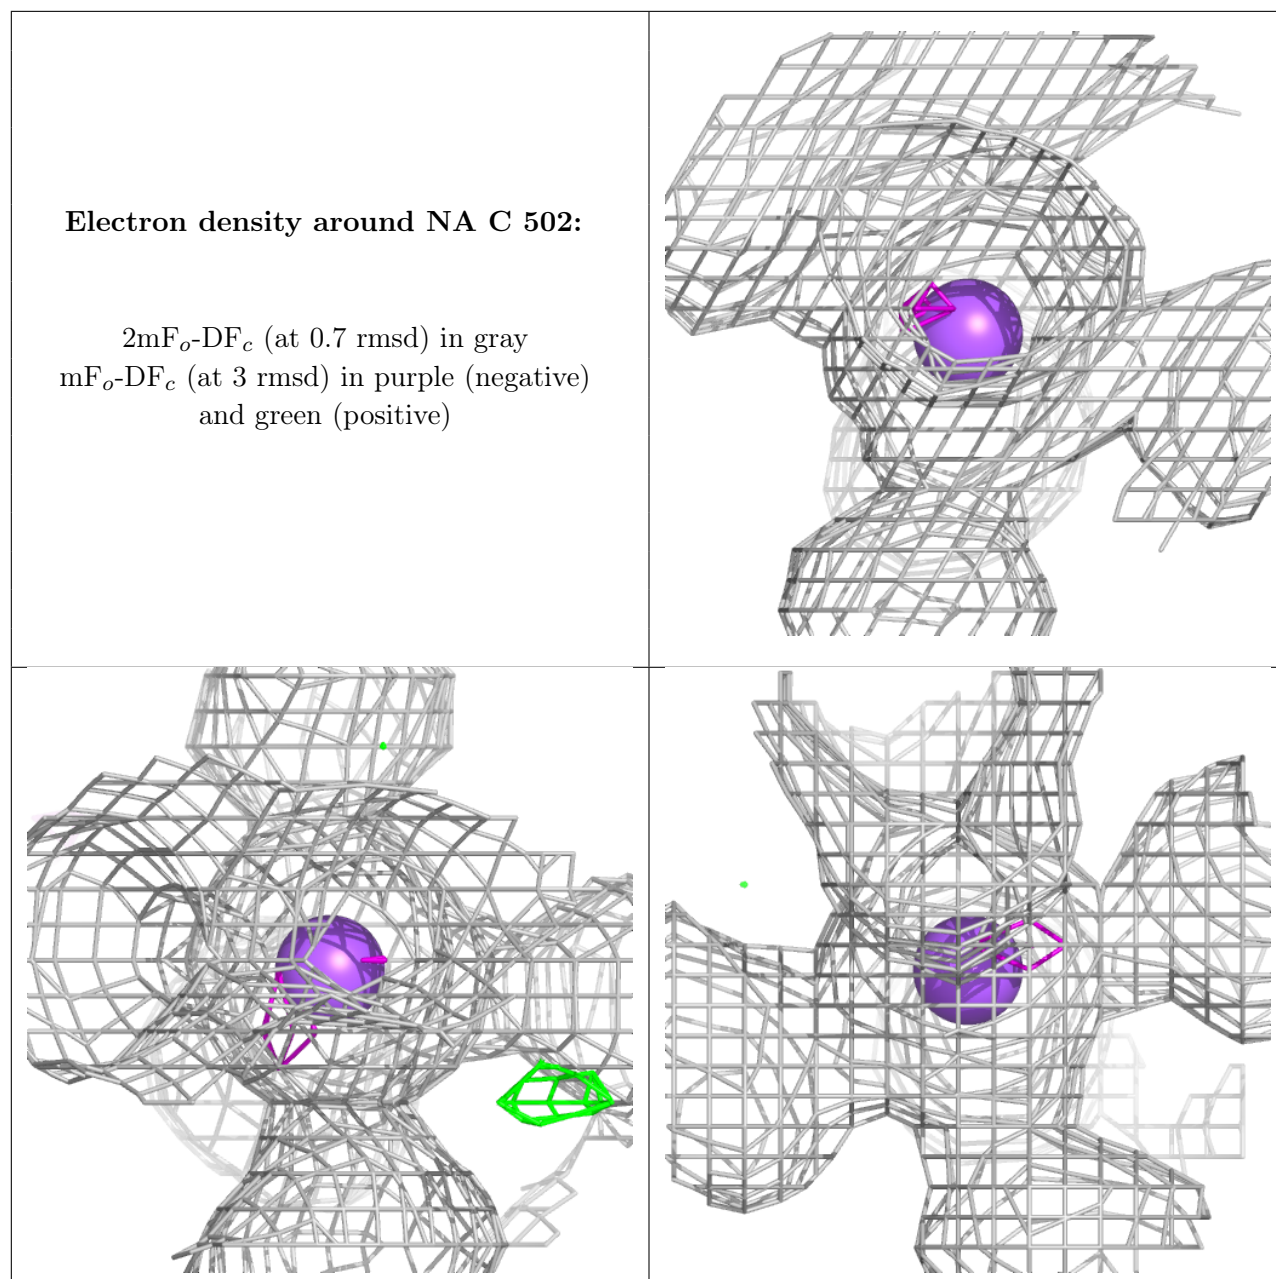 Electron density around NA C 502:
2mFo-DFc (at 0.7 rmsd) in gray
mFo-DFc (at 3 rmsd) in purple (negative)
and green (positive)